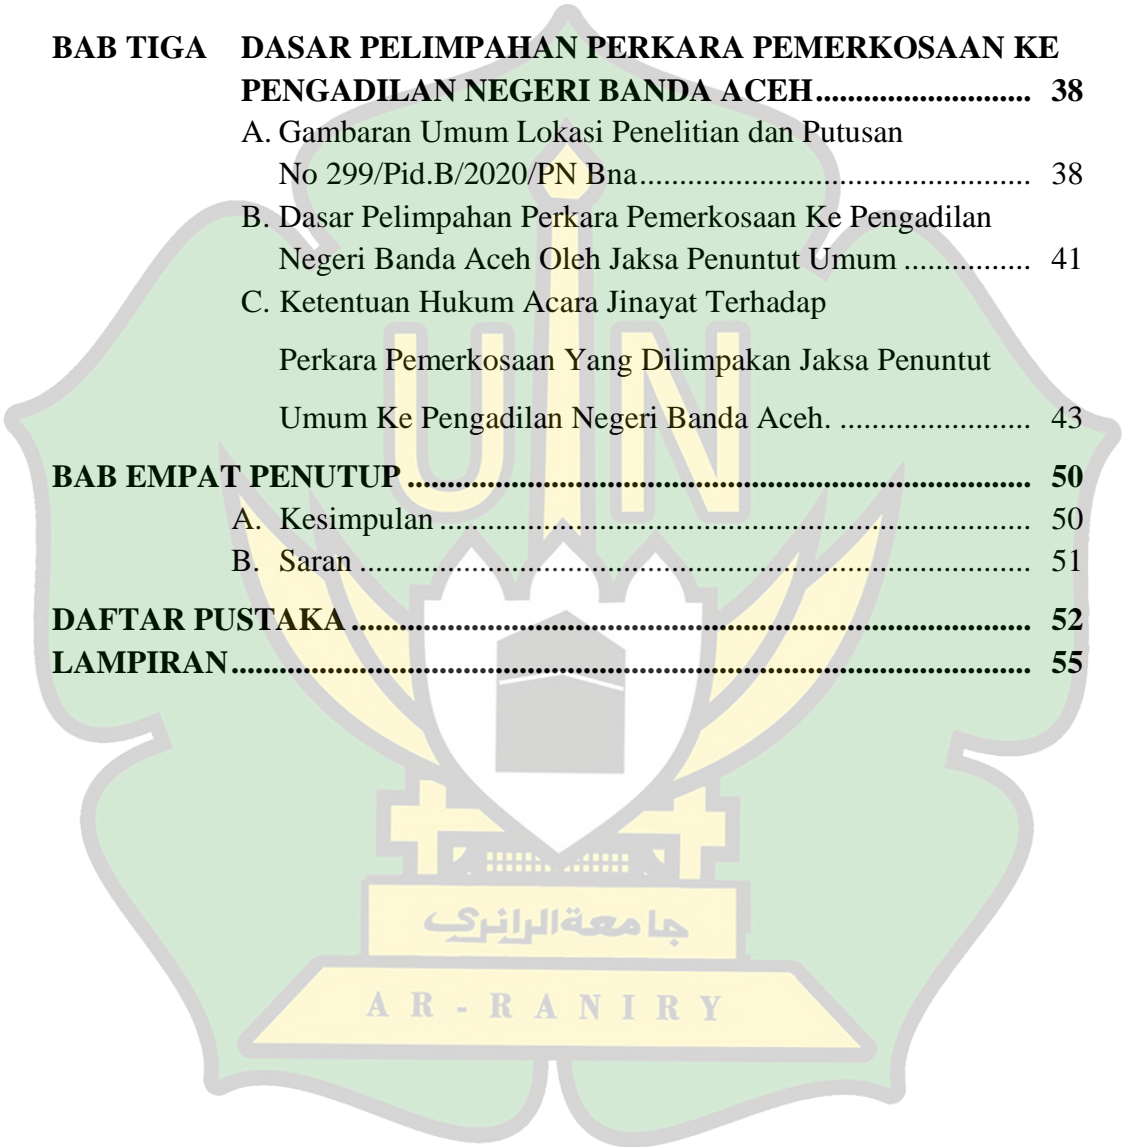 BAB TIGA DASAR PELIMPAHAN PERKARA PEMERKOSAAN KE
PENGADILAN NEGERI BANDA ACEH........................... 38
A. Gambaran Umum Lokasi Penelitian dan Putusan
No 299/Pid.B/2020/PN Bna............................................ 38
B. Dasar Pelimpahan Perkara Pemerkosaan Ke Pengadilan
Negeri Banda Aceh Oleh Jaksa Penuntut Umum ............... 41
C. Ketentuan Hukum Acara Jinayat Terhadap
Perkara Pemerkosaan Yang Dilimpakan Jaksa Penuntut
Umum Ke Pengadilan Negeri Banda Aceh. ....................... 43
BAB EMPAT PENUTUP ...................................................................... 50
A. Kesimpulan .................................................................. 50
B. Saran ........................................................................... 51
DAFTAR PUSTAKA ............................................................................ 52
LAMPIRAN.......................................................................................... 55
UIN
جامعةالرانري
AR-RANIRY